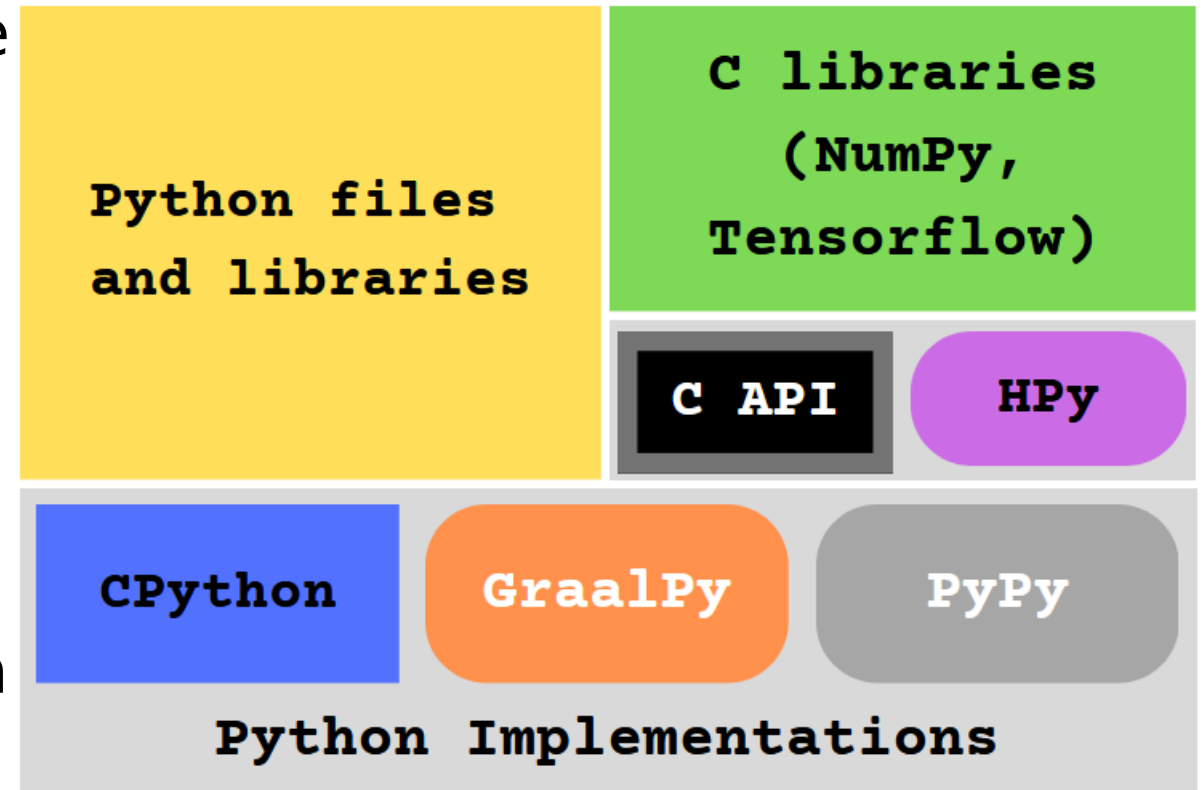 e
Python files
and libraries
C libraries
(NumPy,
Tensorflow)
C API
HPy
CPython
GraalPy
PyPy
n
Python Implementations